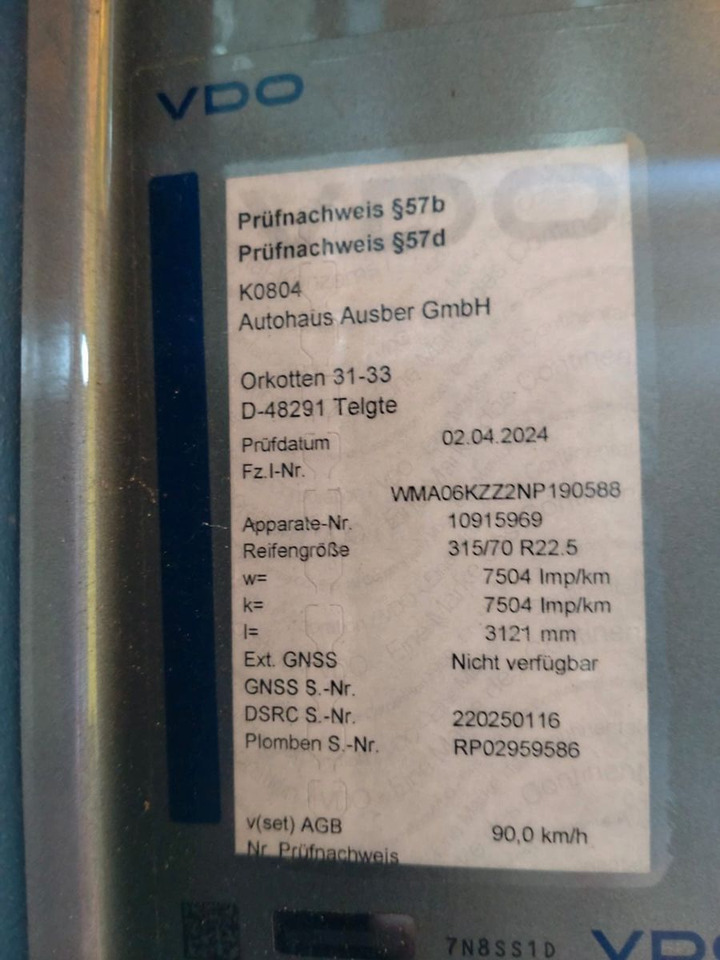 VDO
Prüfnachweis §57b
Prüfnachweis §57d
K0804
Autohaus Ausber GmbH
Orkotten 31-33
D-48291 Telgte
Prüfdatum 02.04.2024
Fz.I-Nr.
WMA06KZZ2NP190588
Apparate-Nr. 10915969
Reifengröße 315/70 R22.5
w= 7504 Imp/km
k= 7504 Imp/km
l= 3121 mm
Ext. GNSS Nicht verfügbar
GNSS S.-Nr.
DSRC S.-Nr. 220250116
Plomben S.-Nr. RP02959586
v(set) AGB 90,0 km/h
Nr. Prüfnachweis
7N8SS1D